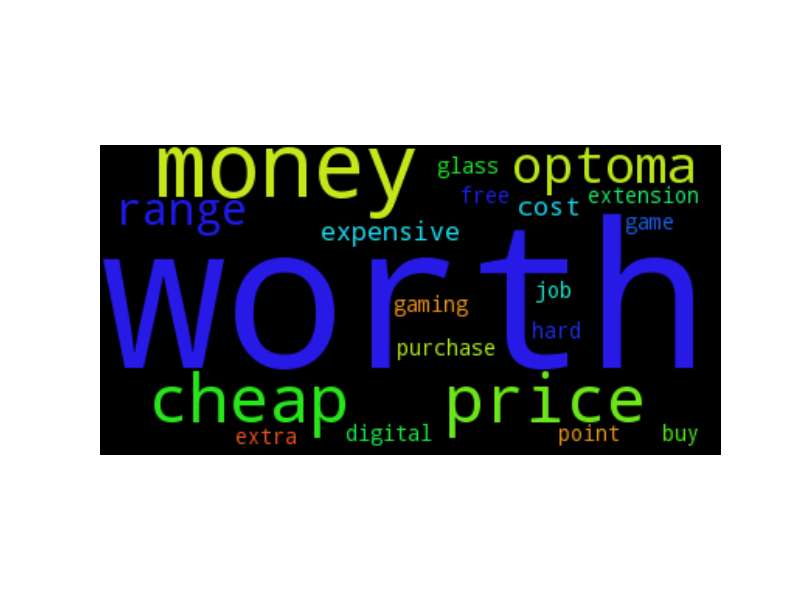 money
glass
optoma
range
free
extension
cost
game
expensive
worth
job
gaming
hard
purchase
cheap
price
extra
digital
point
buy